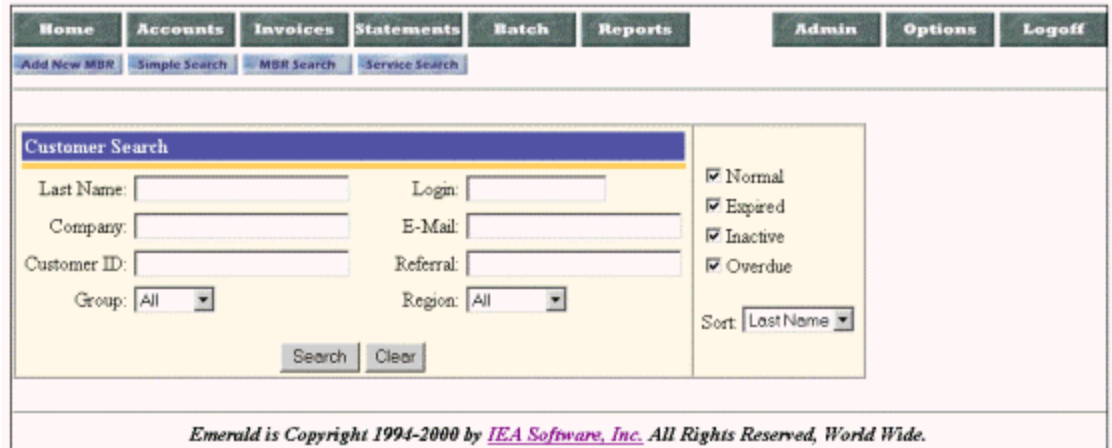 Home Accounts Invoices Statements Batch Reports Admin Options Logoff
Add New MBR Simple Search MBR Search Service Search
Customer Search
Last Name: Login:
Company: E-Mail:
Customer ID: Referral:
Group: All Region: All
Normal
Expired
Inactive
Overdue
Sort: Last Name
Search Clear
Emerald is Copyright 1994-2000 by IEA Software, Inc. All Rights Reserved, World Wide.